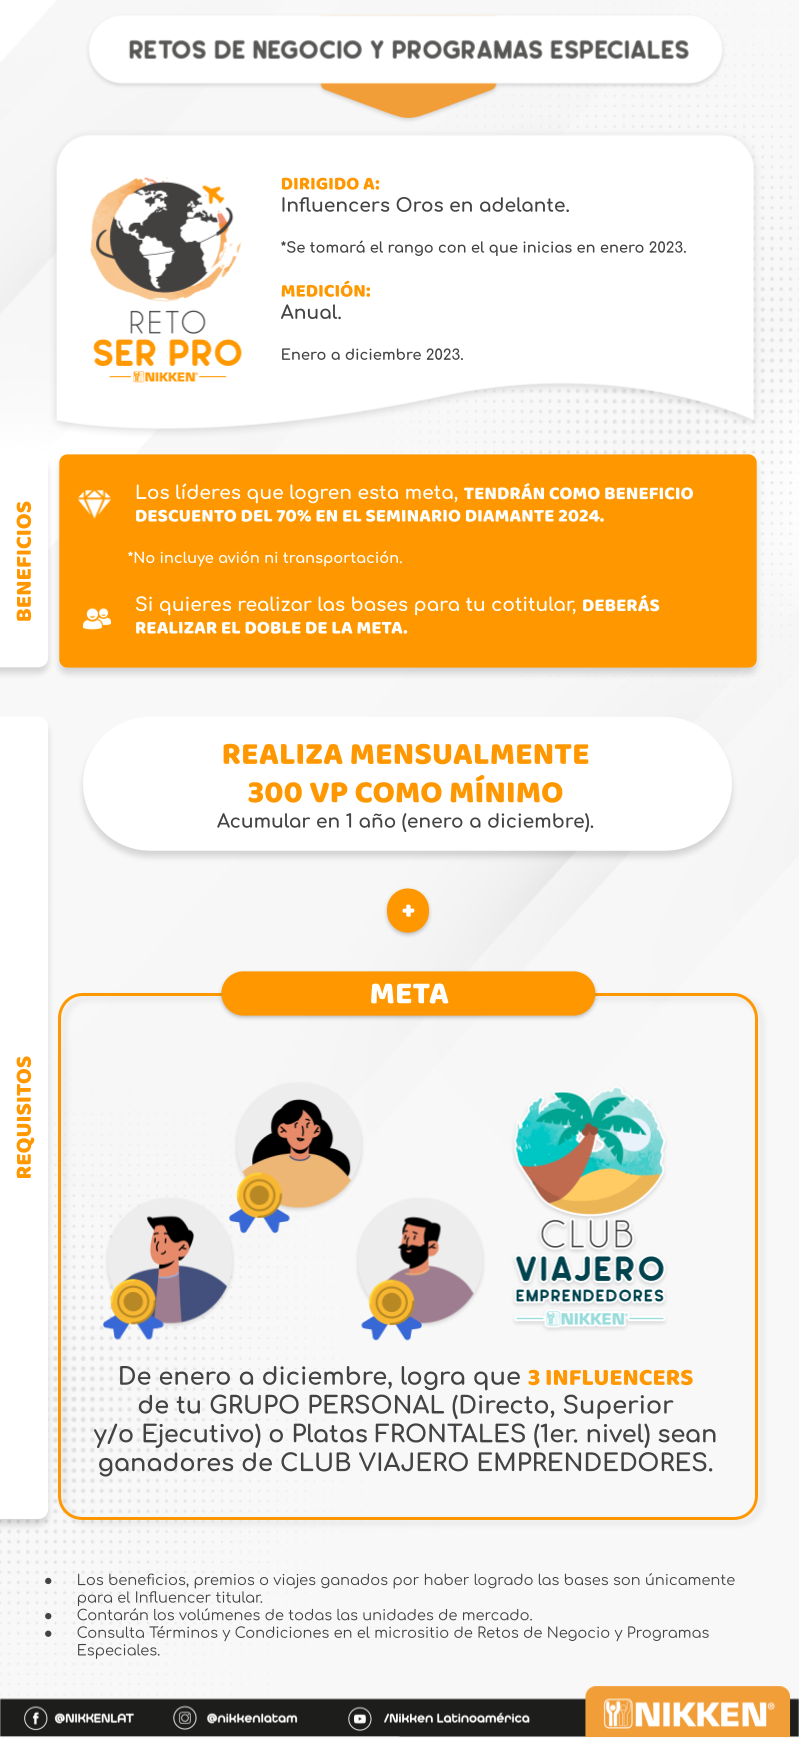 RETOS DE NEGOCIO Y PROGRAMAS ESPECIALES
RETO
SER PRO
NIKKEN
DIRIGIDO A:
Influencers Oros en adelante.
*Se tomará el rango con el que inicias en enero 2023.
MEDICIÓN:
Anual.
Enero a diciembre 2023.
BENEFICIOS
Los líderes que logren esta meta, TENDRÁN COMO BENEFICIO
DESCUENTO DEL 70% EN EL SEMINARIO DIAMANTE 2024.
*No incluye avión ni transportación.
Si quieres realizar las bases para tu cotitular, DEBERÁS
REALIZAR EL DOBLE DE LA META.
REQUISITOS
REALIZA MENSUALMENTE
300 VP COMO MÍNIMO
Acumular en 1 año (enero a diciembre).
+
META
CLUB
VIAJERO
EMPRENDEDORES
NIKKEN
De enero a diciembre, logra que 3 INFLUENCERS
de tu GRUPO PERSONAL (Directo, Superior
y/o Ejecutivo) o Platas FRONTALES (1er. nivel) sean
ganadores de CLUB VIAJERO EMPRENDEDORES.
● Los beneficios, premios o viajes ganados por haber logrado las bases son únicamente
para el Influencer titular.
● Contarán los volúmenes de todas las unidades de mercado.
● Consulta Términos y Condiciones en el micrositio de Retos de Negocio y Programas
Especiales.
@NIKKENLAT @nikkenlatam /Nikken Latinoamérica NIKKEN®